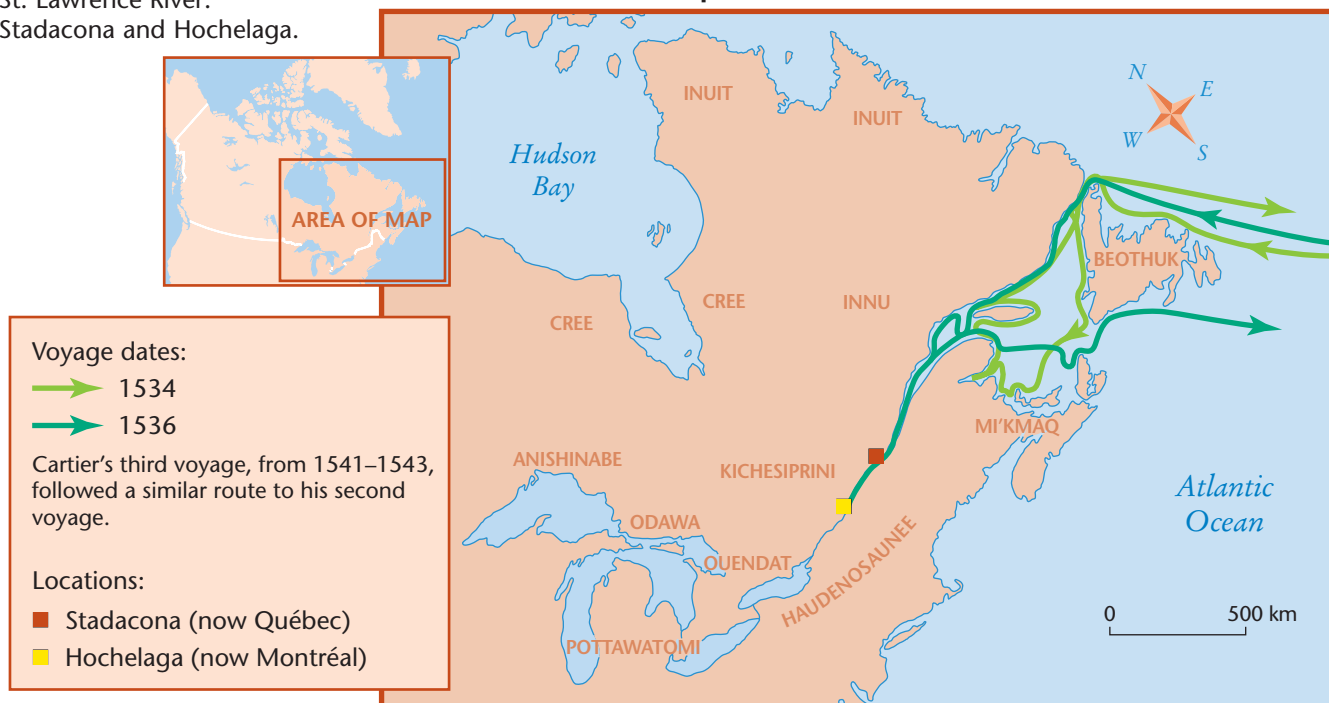 St. Lawrence River.
Stadacona and Hochelaga.
AREA OF MAP
Voyage dates:
1534
1536
Cartier's third voyage, from 1541–1543,
followed a similar route to his second
voyage.
Locations:
Stadacona (now Québec)
Hochelaga (now Montréal)
INUIT
INUIT
Hudson
Bay
N
E
W
S
BEOTHUK
CREE
CREE
INNU
MI'KMAQ
ANISHINABE
KICHESIPRINI
ODAWA
OUENDAT
HAUDENOSAUNEE
POTTAWATOMI
Atlantic
Ocean
0 500 km